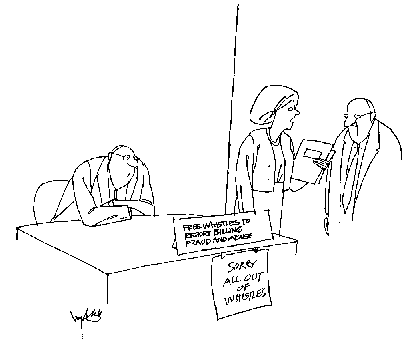 FREE WHISTLES TO
REPORT BILLING
FRAUD AND ABUSE
SORRY
ALL OUT
OF
WHISTLES